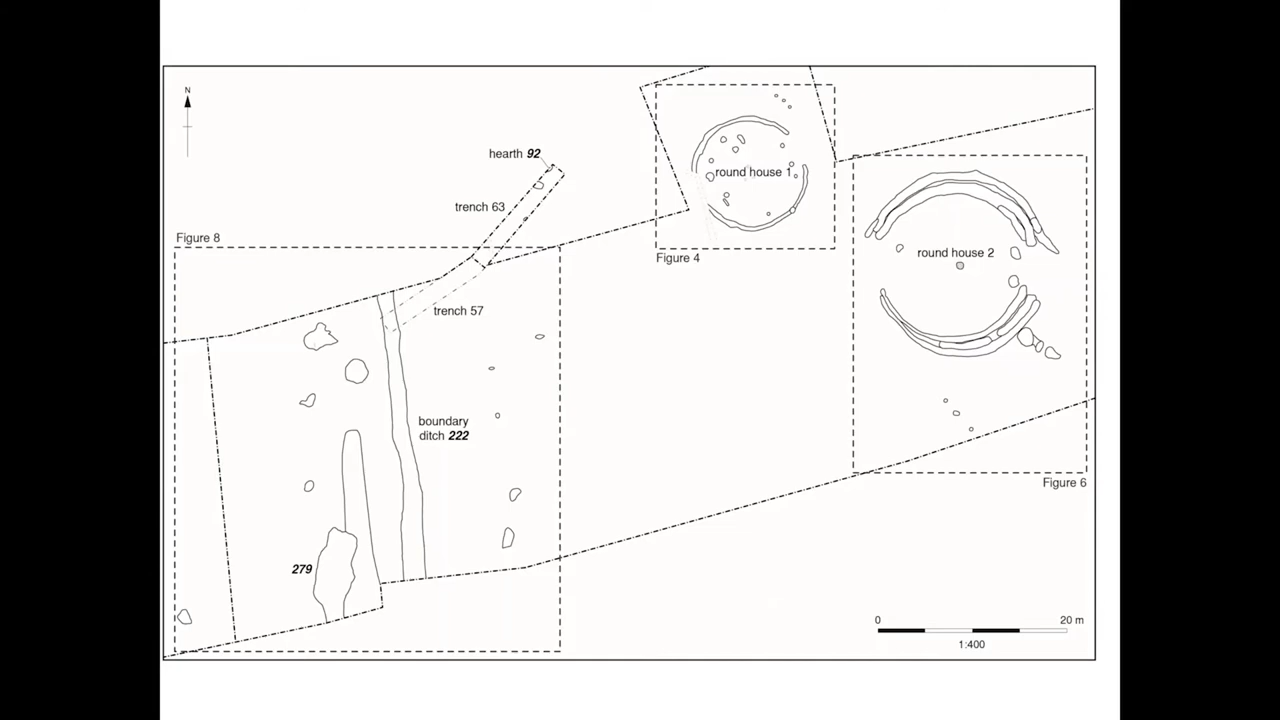 N
hearth 92
trench 63
round house 1
Figure 8
Figure 4
round house 2
trench 57
boundary
ditch 222
Figure 6
279
0 20 m
1:400